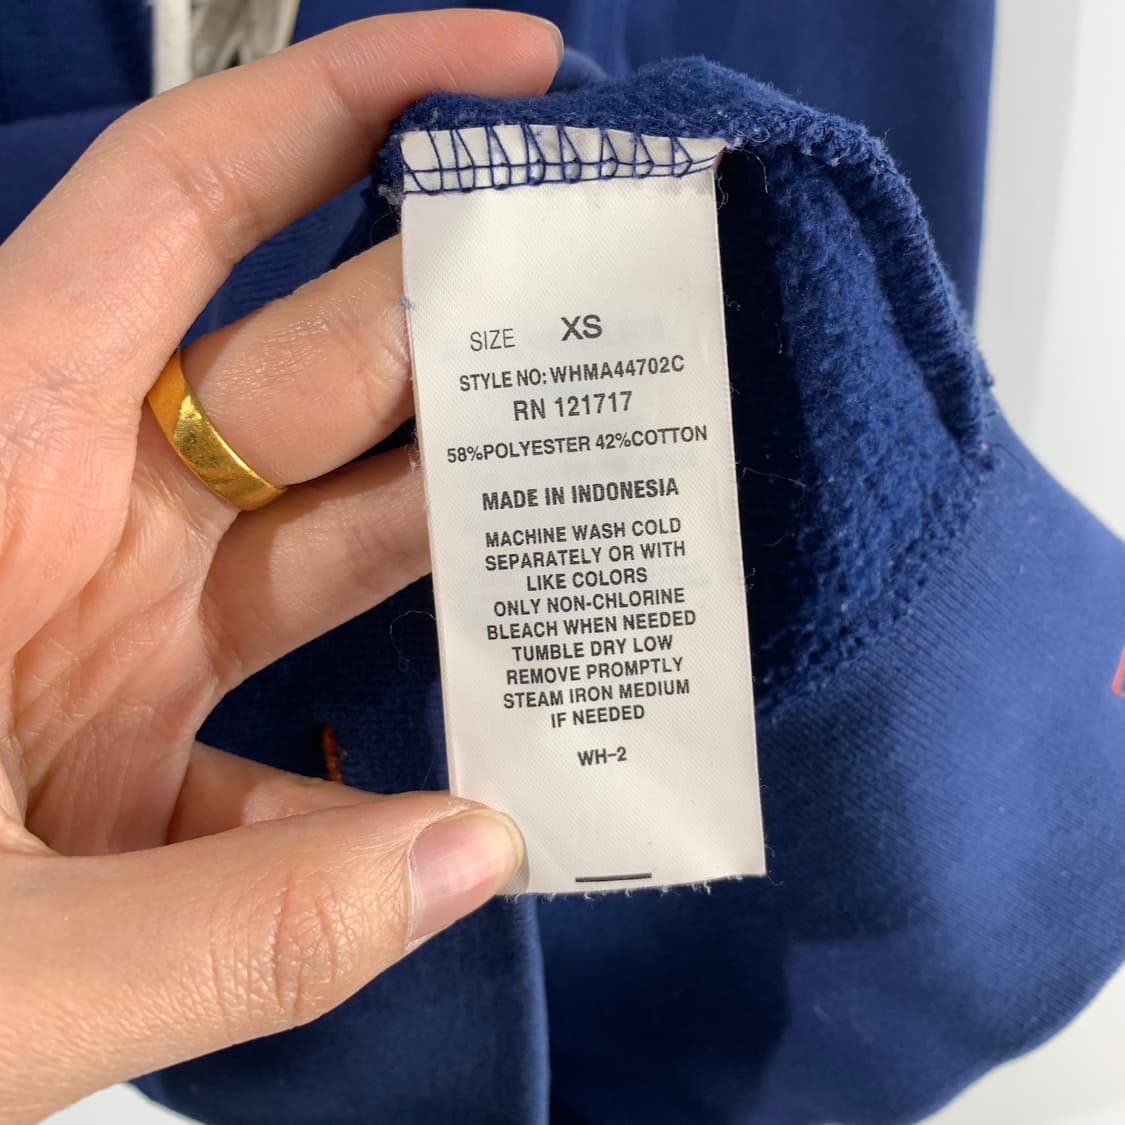 SIZE XS
STYLE NO: WHMA44702C
RN 121717
58%POLYESTER 42%COTTON
MADE IN INDONESIA
MACHINE WASH COLD
SEPARATELY OR WITH
LIKE COLORS
ONLY NON-CHLORINE
BLEACH WHEN NEEDED
TUMBLE DRY LOW
REMOVE PROMPTLY
STEAM IRON MEDIUM
IF NEEDED
WH-2